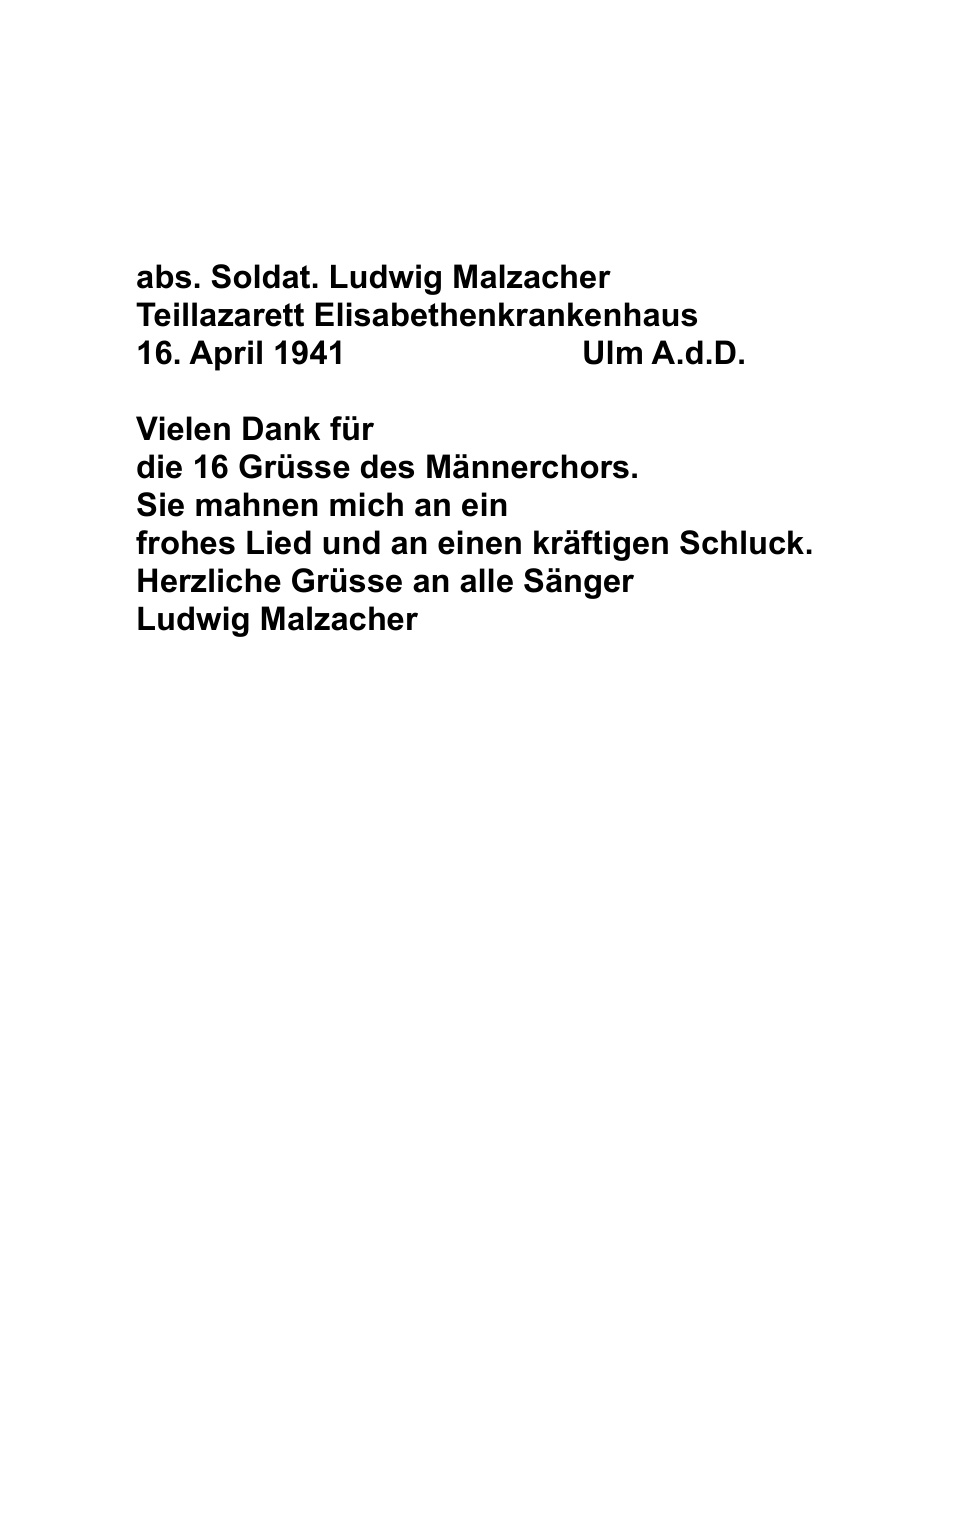 abs. Soldat. Ludwig Malzacher
Teillazarett Elisabethenkrankenhaus
16. April 1941 Ulm A.d.D.
Vielen Dank für
die 16 Grüsse des Männerchors.
Sie mahnen mich an ein
frohes Lied und an einen kräftigen Schluck.
Herzliche Grüsse an alle Sänger
Ludwig Malzacher